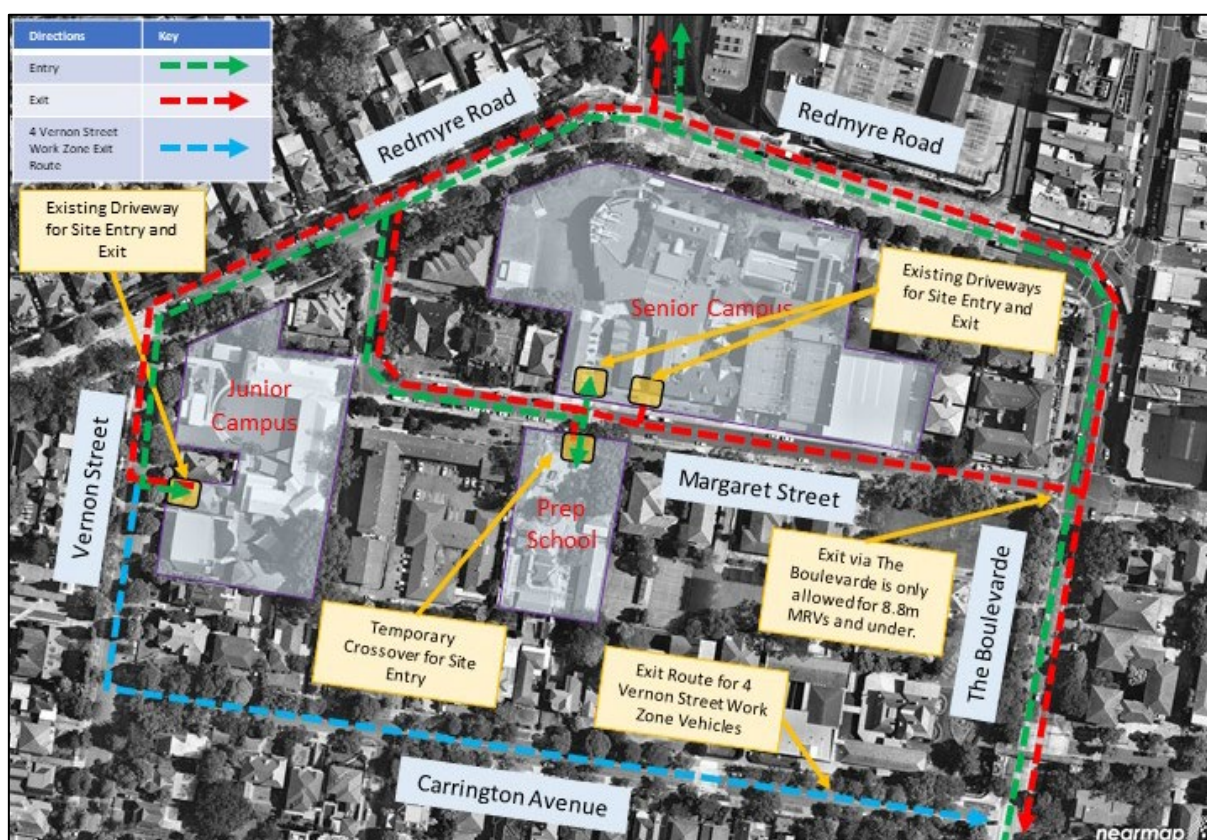 Directions Key
Entry
Exit
4 Vernon Street
Work Zone Exit
Route
Redmyre Road
Redmyre Road
Existing Driveway
for Site Entry and
Exit
Existing Driveways
for Site Entry and
Exit
Senior Campus
Junior
Campus
Vernon Street
Margaret Street
Prep
School
Exit via The
Boulevarde is only
allowed for 8.8m
MRVs and under.
The Boulevarde
Temporary
Crossover for Site
Entry
Exit Route for 4
Vernon Street Work
Zone Vehicles
Carrington Avenue
nearmap